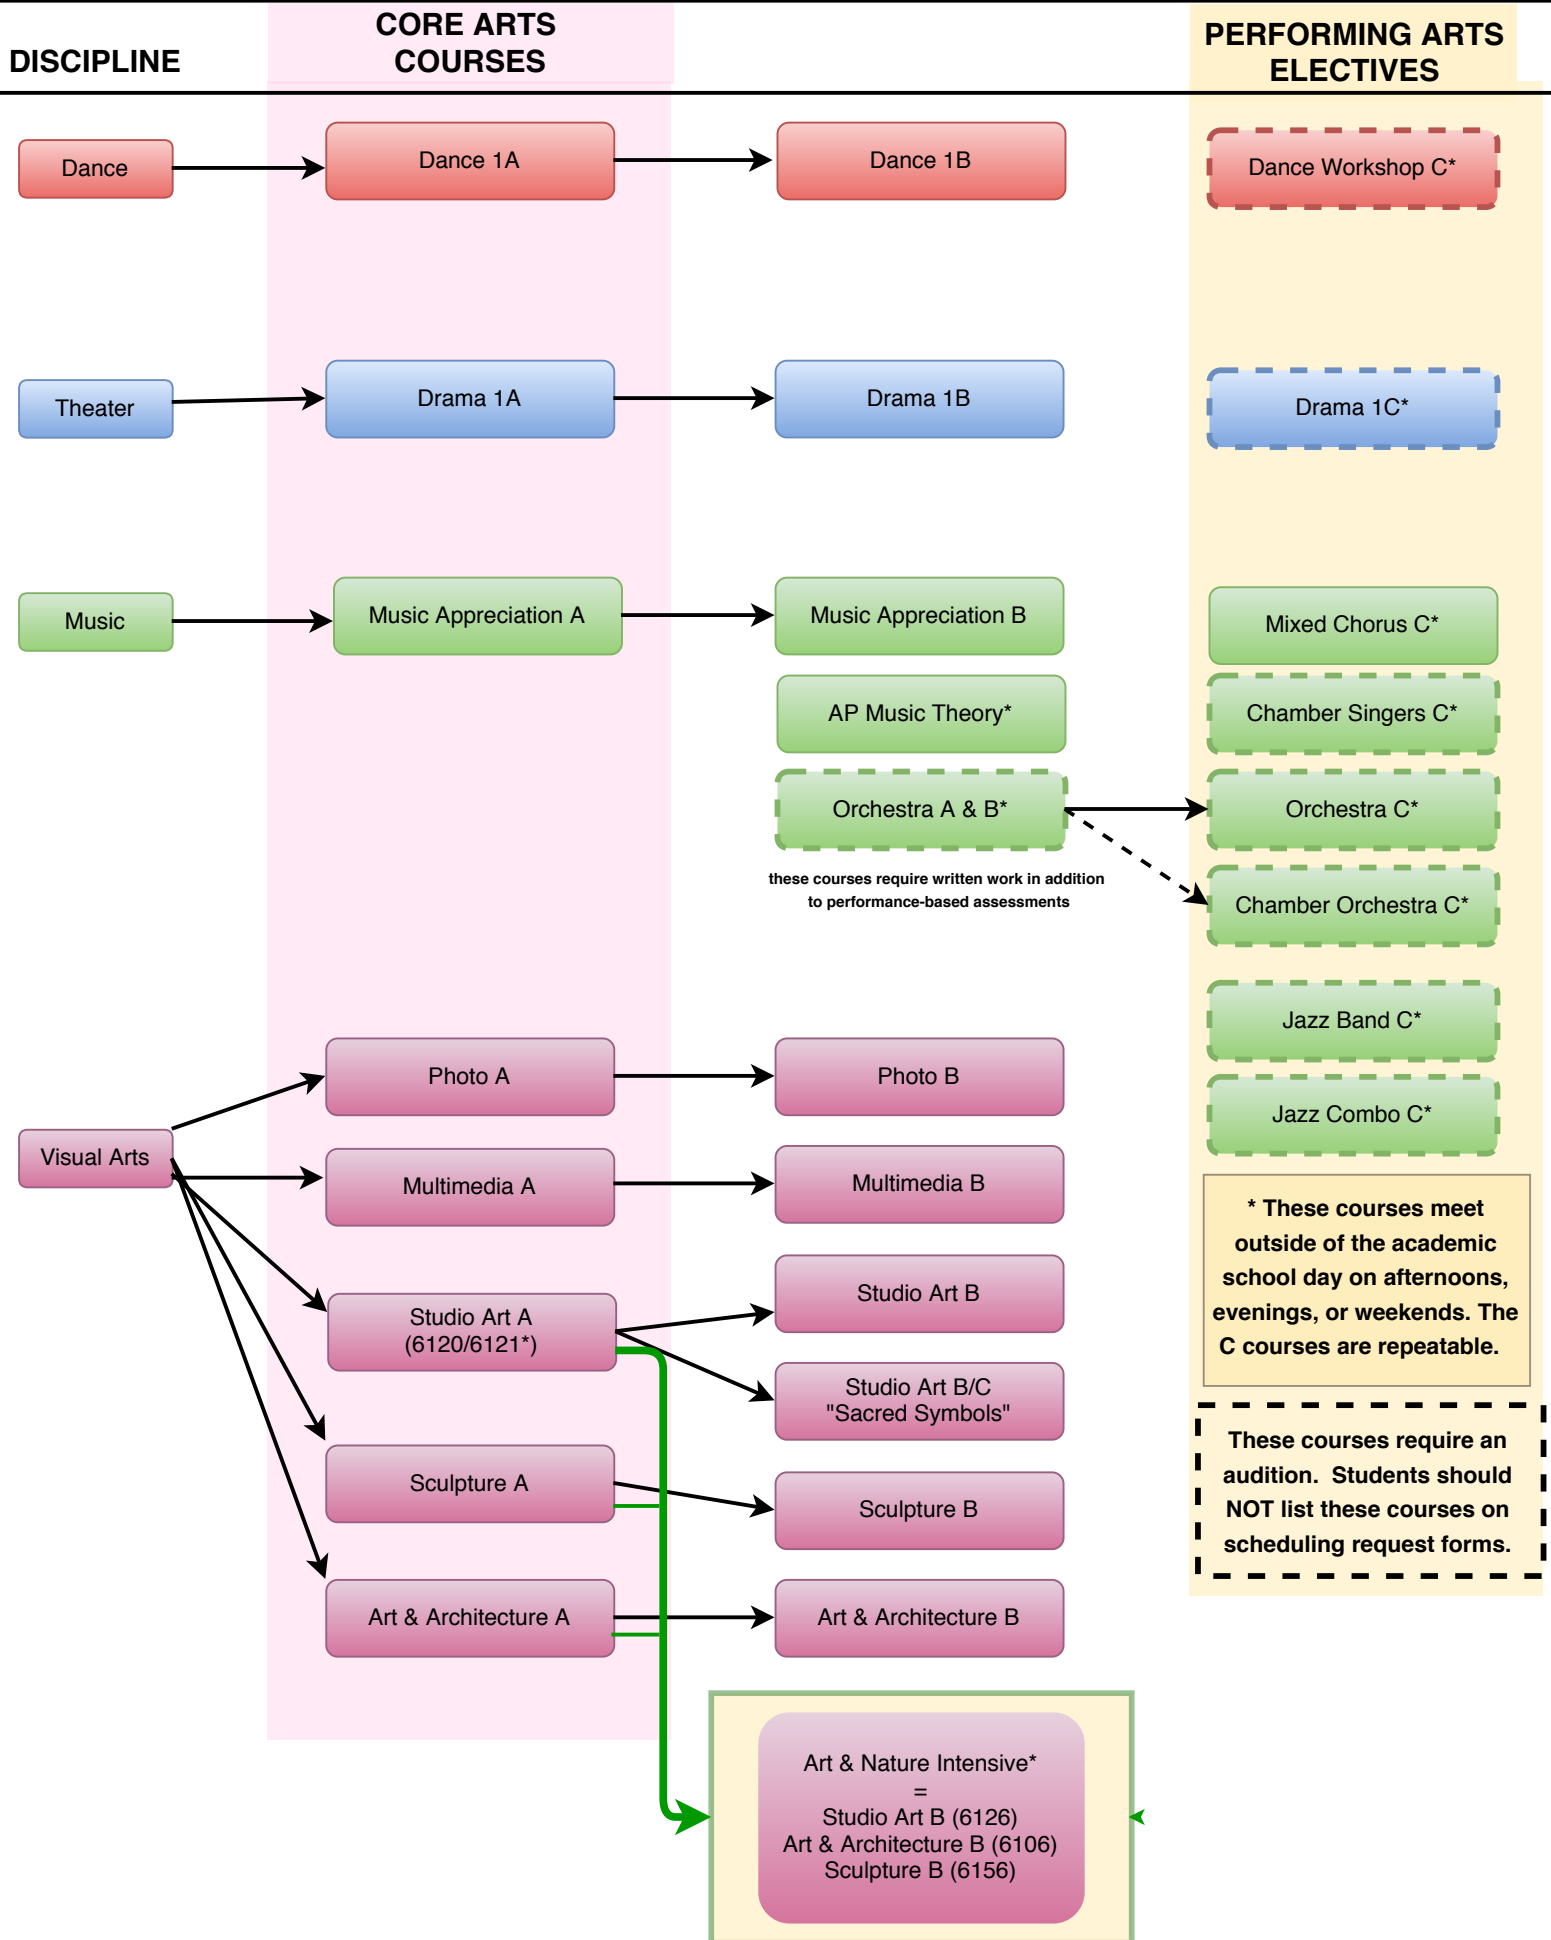 DISCIPLINE
CORE ARTS
COURSES
PERFORMING ARTS
ELECTIVES
Dance
Dance 1A
Dance 1B
Dance Workshop C*
Theater
Drama 1A
Drama 1B
Drama 1C*
Music
Music Appreciation A
Music Appreciation B
Mixed Chorus C*
AP Music Theory*
Chamber Singers C*
Orchestra A & B*
Orchestra C*
these courses require written work in addition
to performance-based assessments
Chamber Orchestra C*
Jazz Band C*
Jazz Combo C*
Visual Arts
Photo A
Photo B
Multimedia A
Multimedia B
Studio Art A
(6120/6121*)
Studio Art B
Studio Art B/C
"Sacred Symbols"
Sculpture A
Sculpture B
Art & Architecture A
Art & Architecture B
* These courses meet
outside of the academic
school day on afternoons,
evenings, or weekends. The
C courses are repeatable.
These courses require an
audition. Students should
NOT list these courses on
scheduling request forms.
Art & Nature Intensive*
=
Studio Art B (6126)
Art & Architecture B (6106)
Sculpture B (6156)